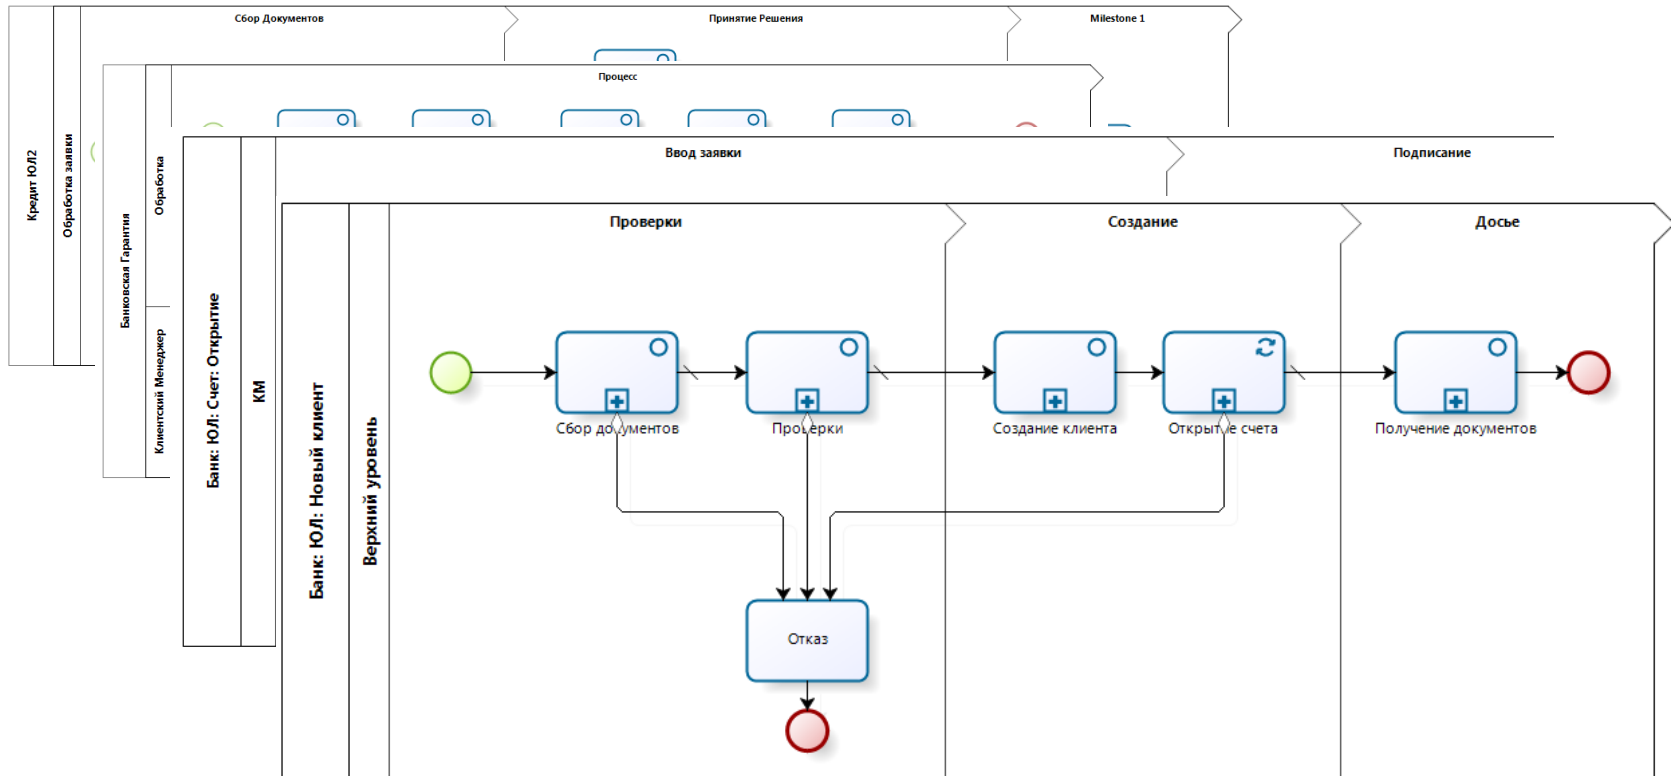 Сбор Документов
Принятие Решения
Milestone 1
Кредит ЮЛ2
Обработка заявки
Процесс
Банковская Гарантия
Обработка
Клиентский Менеджер
Ввод заявки
Подписание
Банк: ЮЛ: Счет: Открытие
КМ
Проверки
Создание
Досье
Банк: ЮЛ: Новый клиент
Верхний уровень
Сбор документов
Проверки
Создание клиента
Открытие счета
Получение документов
Отказ